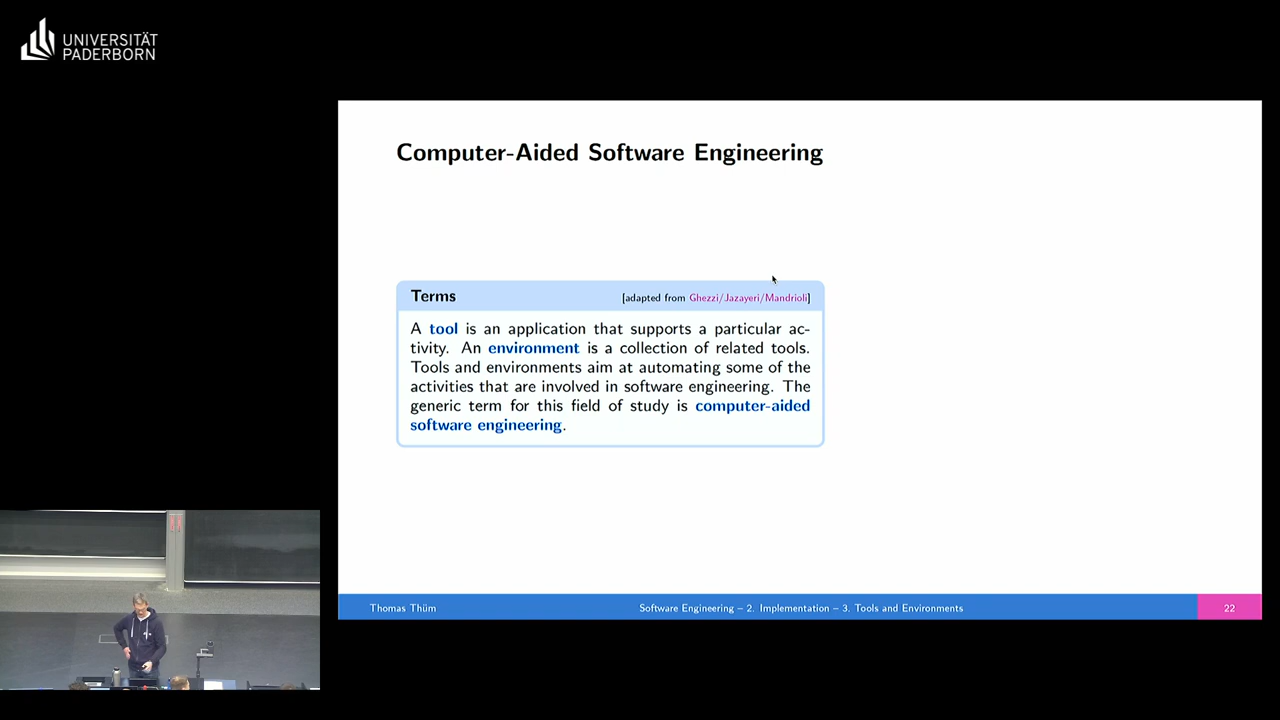 UNIVERSITÄT
PADERBORN
Computer-Aided Software Engineering
Terms [adapted from Ghezzi/Jazayeri/Mandrioli]
A tool is an application that supports a particular ac-
tivity. An environment is a collection of related tools.
Tools and environments aim at automating some of the
activities that are involved in software engineering. The
generic term for this field of study is computer-aided
software engineering.
Thomas Thüm Software Engineering – 2. Implementation – 3. Tools and Environments 22